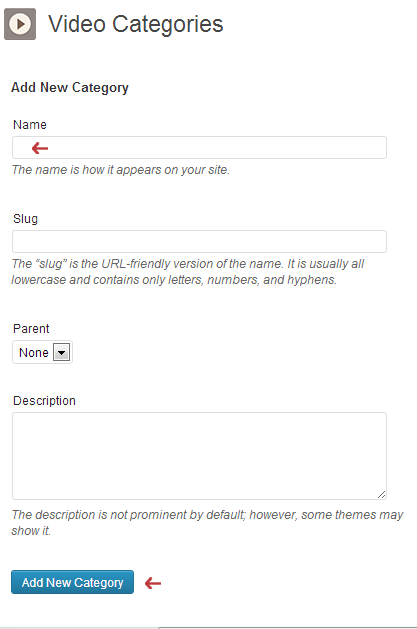 Video Categories
Add New Category
Name
The name is how it appears on your site.
Slug
The “slug” is the URL-friendly version of the name. It is usually all
lowercase and contains only letters, numbers, and hyphens.
Parent
None
Description
The description is not prominent by default; however, some themes may
show it.
Add New Category